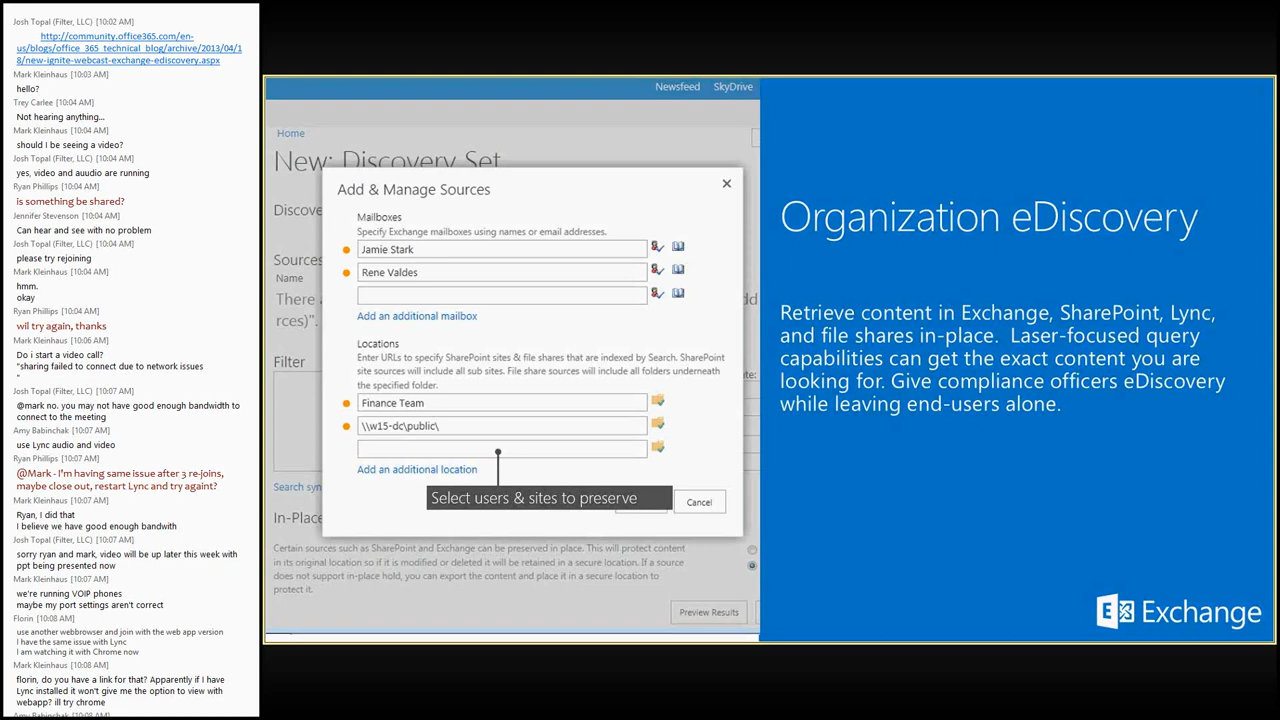 Josh Topal (Filter, LLC) [10:02 AM]
http://community.office365.com/en-
us/blogs/office_365_technical_blog/archive/2013/04/1
8/new-ignite-webcast-exchange-ediscovery.aspx
Mark Kleinhaus [10:03 AM]
hello?
Trey Carlee [10:04 AM]
Not hearing anything...
Mark Kleinhaus [10:04 AM]
should I be seeing a video?
Josh Topal (Filter, LLC) [10:04 AM]
yes, video and auudio are running
Ryan Phillips [10:04 AM]
is something be shared?
Jennifer Stevenson [10:04 AM]
Can hear and see with no problem
Josh Topal (Filter, LLC) [10:04 AM]
please try rejoining
Mark Kleinhaus [10:04 AM]
hmm.
okay
Ryan Phillips [10:04 AM]
wil try again, thanks
Mark Kleinhaus [10:06 AM]
Do i start a video call?
"sharing failed to connect due to network issues
"
Josh Topal (Filter, LLC) [10:07 AM]
@mark no. you may not have good enough bandwidth to
connect to the meeting
Amy Babinchak [10:07 AM]
use Lync audio and video
Ryan Phillips [10:07 AM]
@Mark - I'm having same issue after 3 re-joins,
maybe close out, restart Lync and try againt?
Mark Kleinhaus [10:07 AM]
Ryan, I did that
I believe we have good enough bandwith
Josh Topal (Filter, LLC) [10:07 AM]
sorry ryan and mark, video will be up later this week with
ppt being presented now
Mark Kleinhaus [10:07 AM]
we're running VOIP phones
maybe my port settings aren't correct
Florin [10:08 AM]
use another webbrowser and join with the web app version
I have the same issue with Lync
I am watching it with Chrome now
Mark Kleinhaus [10:08 AM]
florin, do you have a link for that? Apparently if I have
Lync installed it won't give me the option to view with
webapp? ill try chrome
Amy Babinchak [10:08 AM]
Newsfeed SkyDrive
Home
New: Discovery Set
Discov
Add & Manage Sources
Mailboxes
Specify Exchange mailboxes using names or email addresses.
Jamie Stark
Rene Valdes
Add an additional mailbox
Sources
Name
There a
rces)".
dd
Locations
Enter URLs to specify SharePoint sites & file shares that are indexed by Search. SharePoint
site sources will include all sub sites. File share sources will include all folders underneath
the specified folder.
Finance Team
\\w15-dc\public\
Add an additional location
Filter
te:
Search syn
Select users & sites to preserve
Cancel
In-Place
Certain sources such as SharePoint and Exchange can be preserved in place. This will protect content
in its original location so if it is modified or deleted it will be retained in a secure location. If a source
does not support in-place hold, you can export the content and place it in a secure location to
protect it.
Preview Results
Organization eDiscovery
Retrieve content in Exchange, SharePoint, Lync,
and file shares in-place. Laser-focused query
capabilities can get the exact content you are
looking for. Give compliance officers eDiscovery
while leaving end-users alone.
Exchange